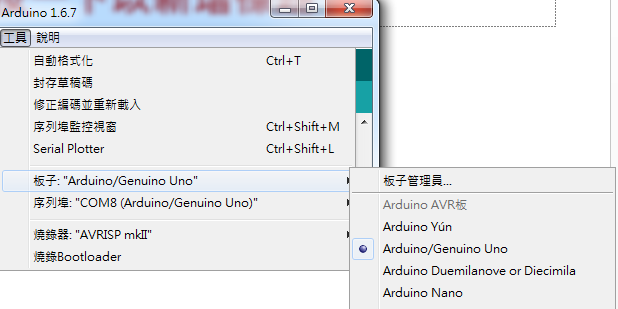 Arduino 1.6.7
工具 說明
自動格式化 Ctrl+T
封存草稿碼
修正編碼並重新載入
序列埠監控視窗 Ctrl+Shift+M
Serial Plotter Ctrl+Shift+L
板子: "Arduino/Genuino Uno"
序列埠: "COM8 (Arduino/Genuino Uno)"
燒錄器: "AVRISP mkII"
燒錄Bootloader
板子管理員...
Arduino AVR板
Arduino Yún
Arduino/Genuino Uno
Arduino Duemilanove or Diecimila
Arduino Nano